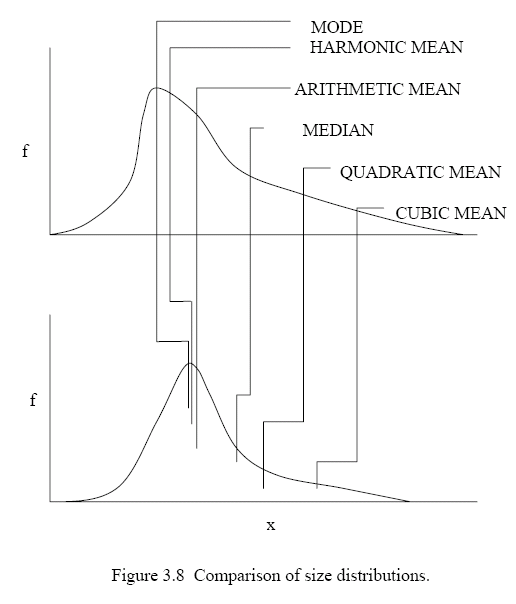 MODE
HARMONIC MEAN
ARITHMETIC MEAN
MEDIAN
f
QUADRATIC MEAN
CUBIC MEAN
f
x
Figure 3.8 Comparison of size distributions.